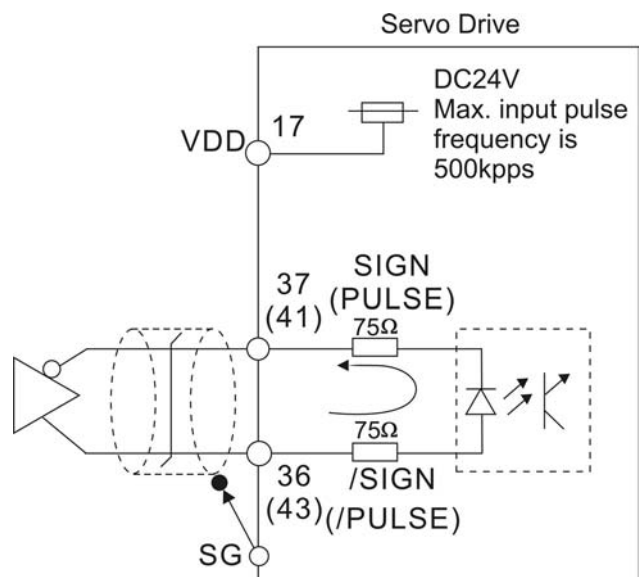 Servo Drive
DC24V
Max. input pulse
frequency is
500kpps
VDD
17
37
(41)
SIGN
(PULSE)
75Ω
75Ω
36
(43)
/SIGN
(/PULSE)
SG